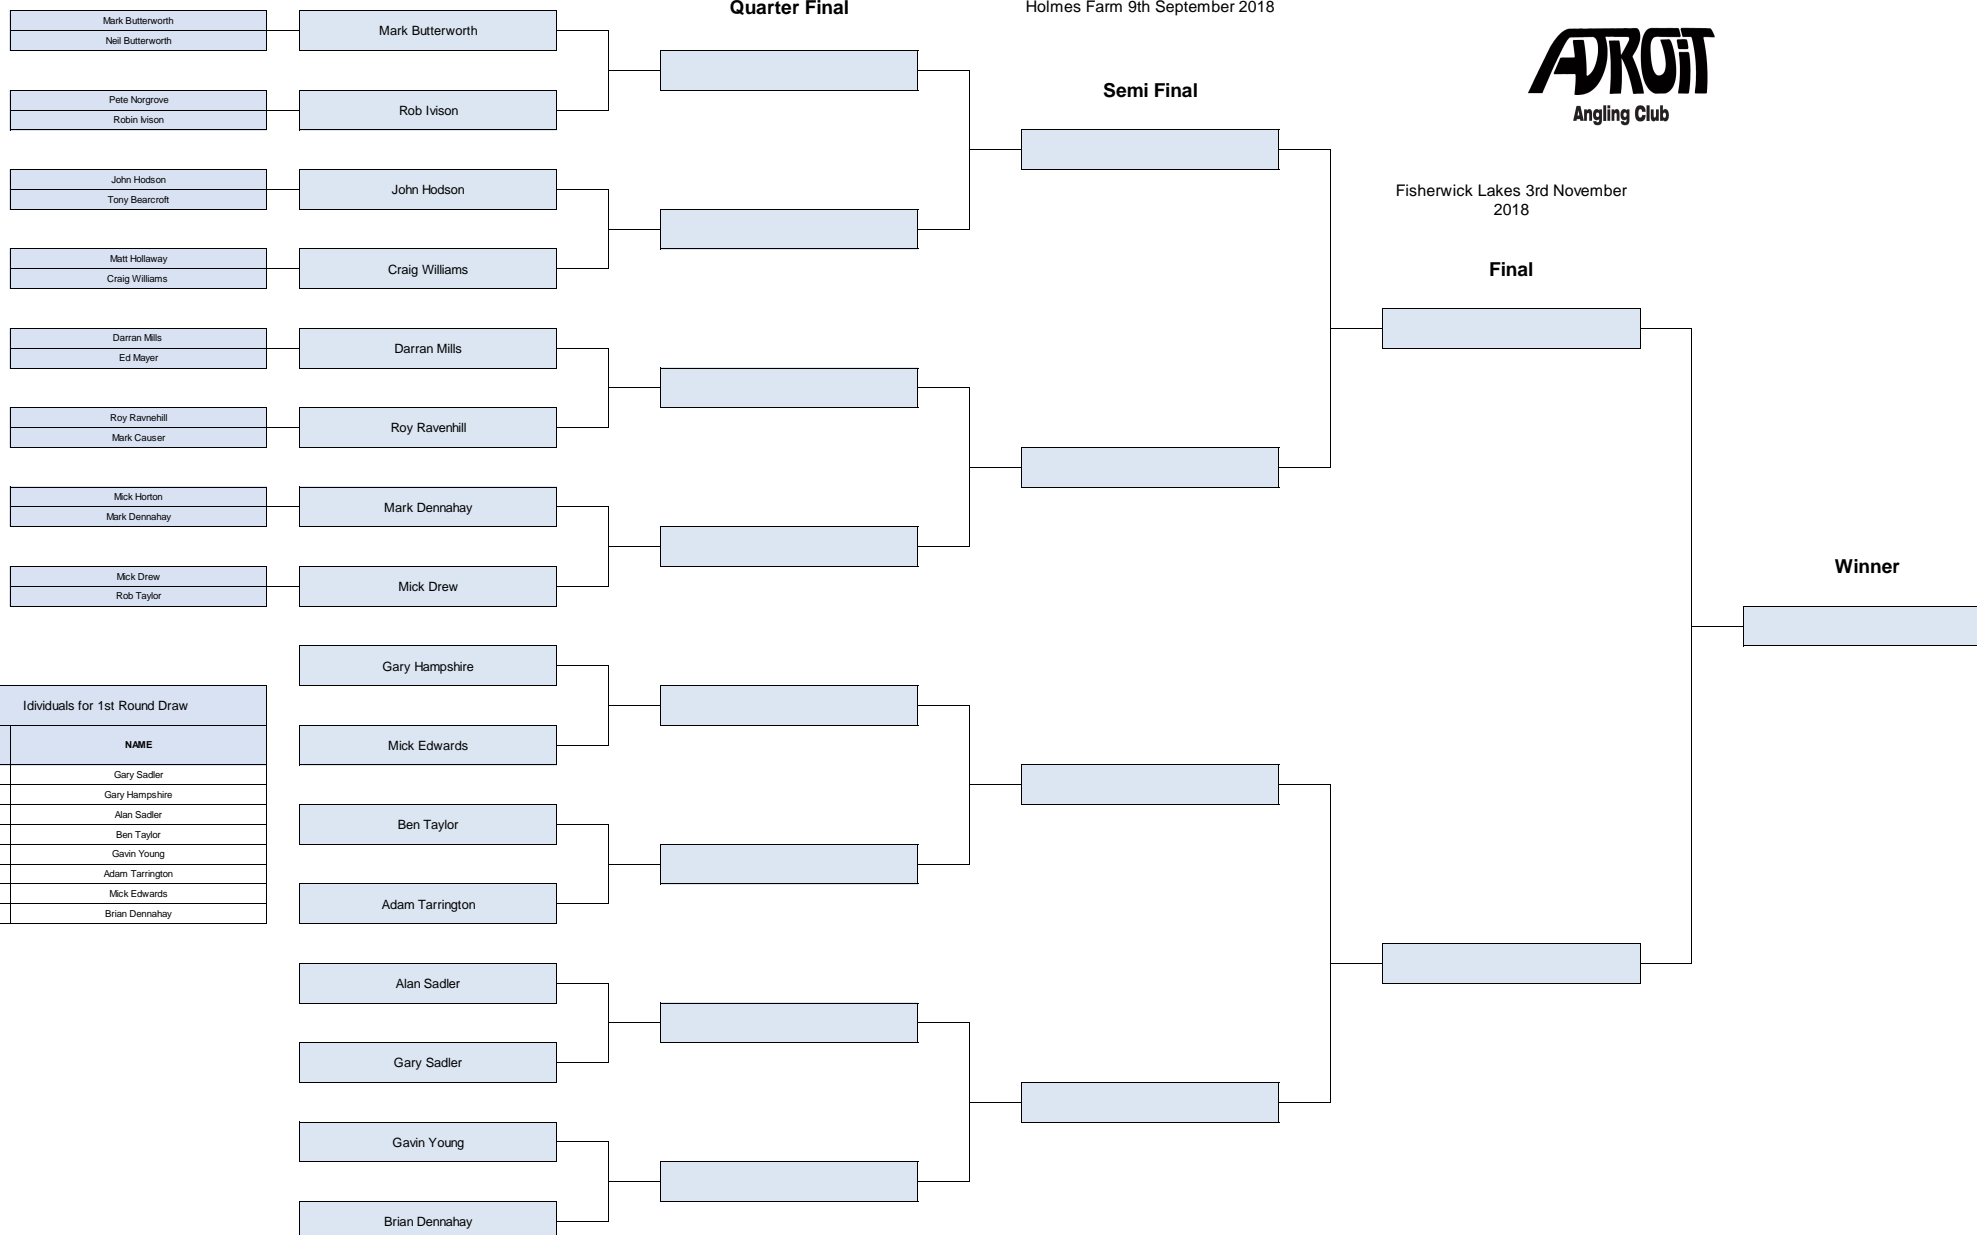 Mark Butterworth
Neil Butterworth
Pete Norgrove
Robin Ivison
John Hodson
Tony Bearcroft
Matt Hollaway
Craig Williams
Darran Mills
Ed Mayer
Roy Ravnehill
Mark Causer
Mick Horton
Mark Dennahay
Mick Drew
Rob Taylor
Idividuals for 1st Round Draw
NAME
Gary Sadler
Gary Hampshire
Alan Sadler
Ben Taylor
Gavin Young
Adam Tarrington
Mick Edwards
Brian Dennahay
Mark Butterworth
Rob Ivison
John Hodson
Craig Williams
Darran Mills
Roy Ravenhill
Mark Dennahay
Mick Drew
Gary Hampshire
Mick Edwards
Ben Taylor
Adam Tarrington
Alan Sadler
Gary Sadler
Gavin Young
Brian Dennahay
Quarter Final
Holmes Farm 9th September 2018
Semi Final
ADROiT
Angling Club
Fisherwick Lakes 3rd November
2018
Final
Winner